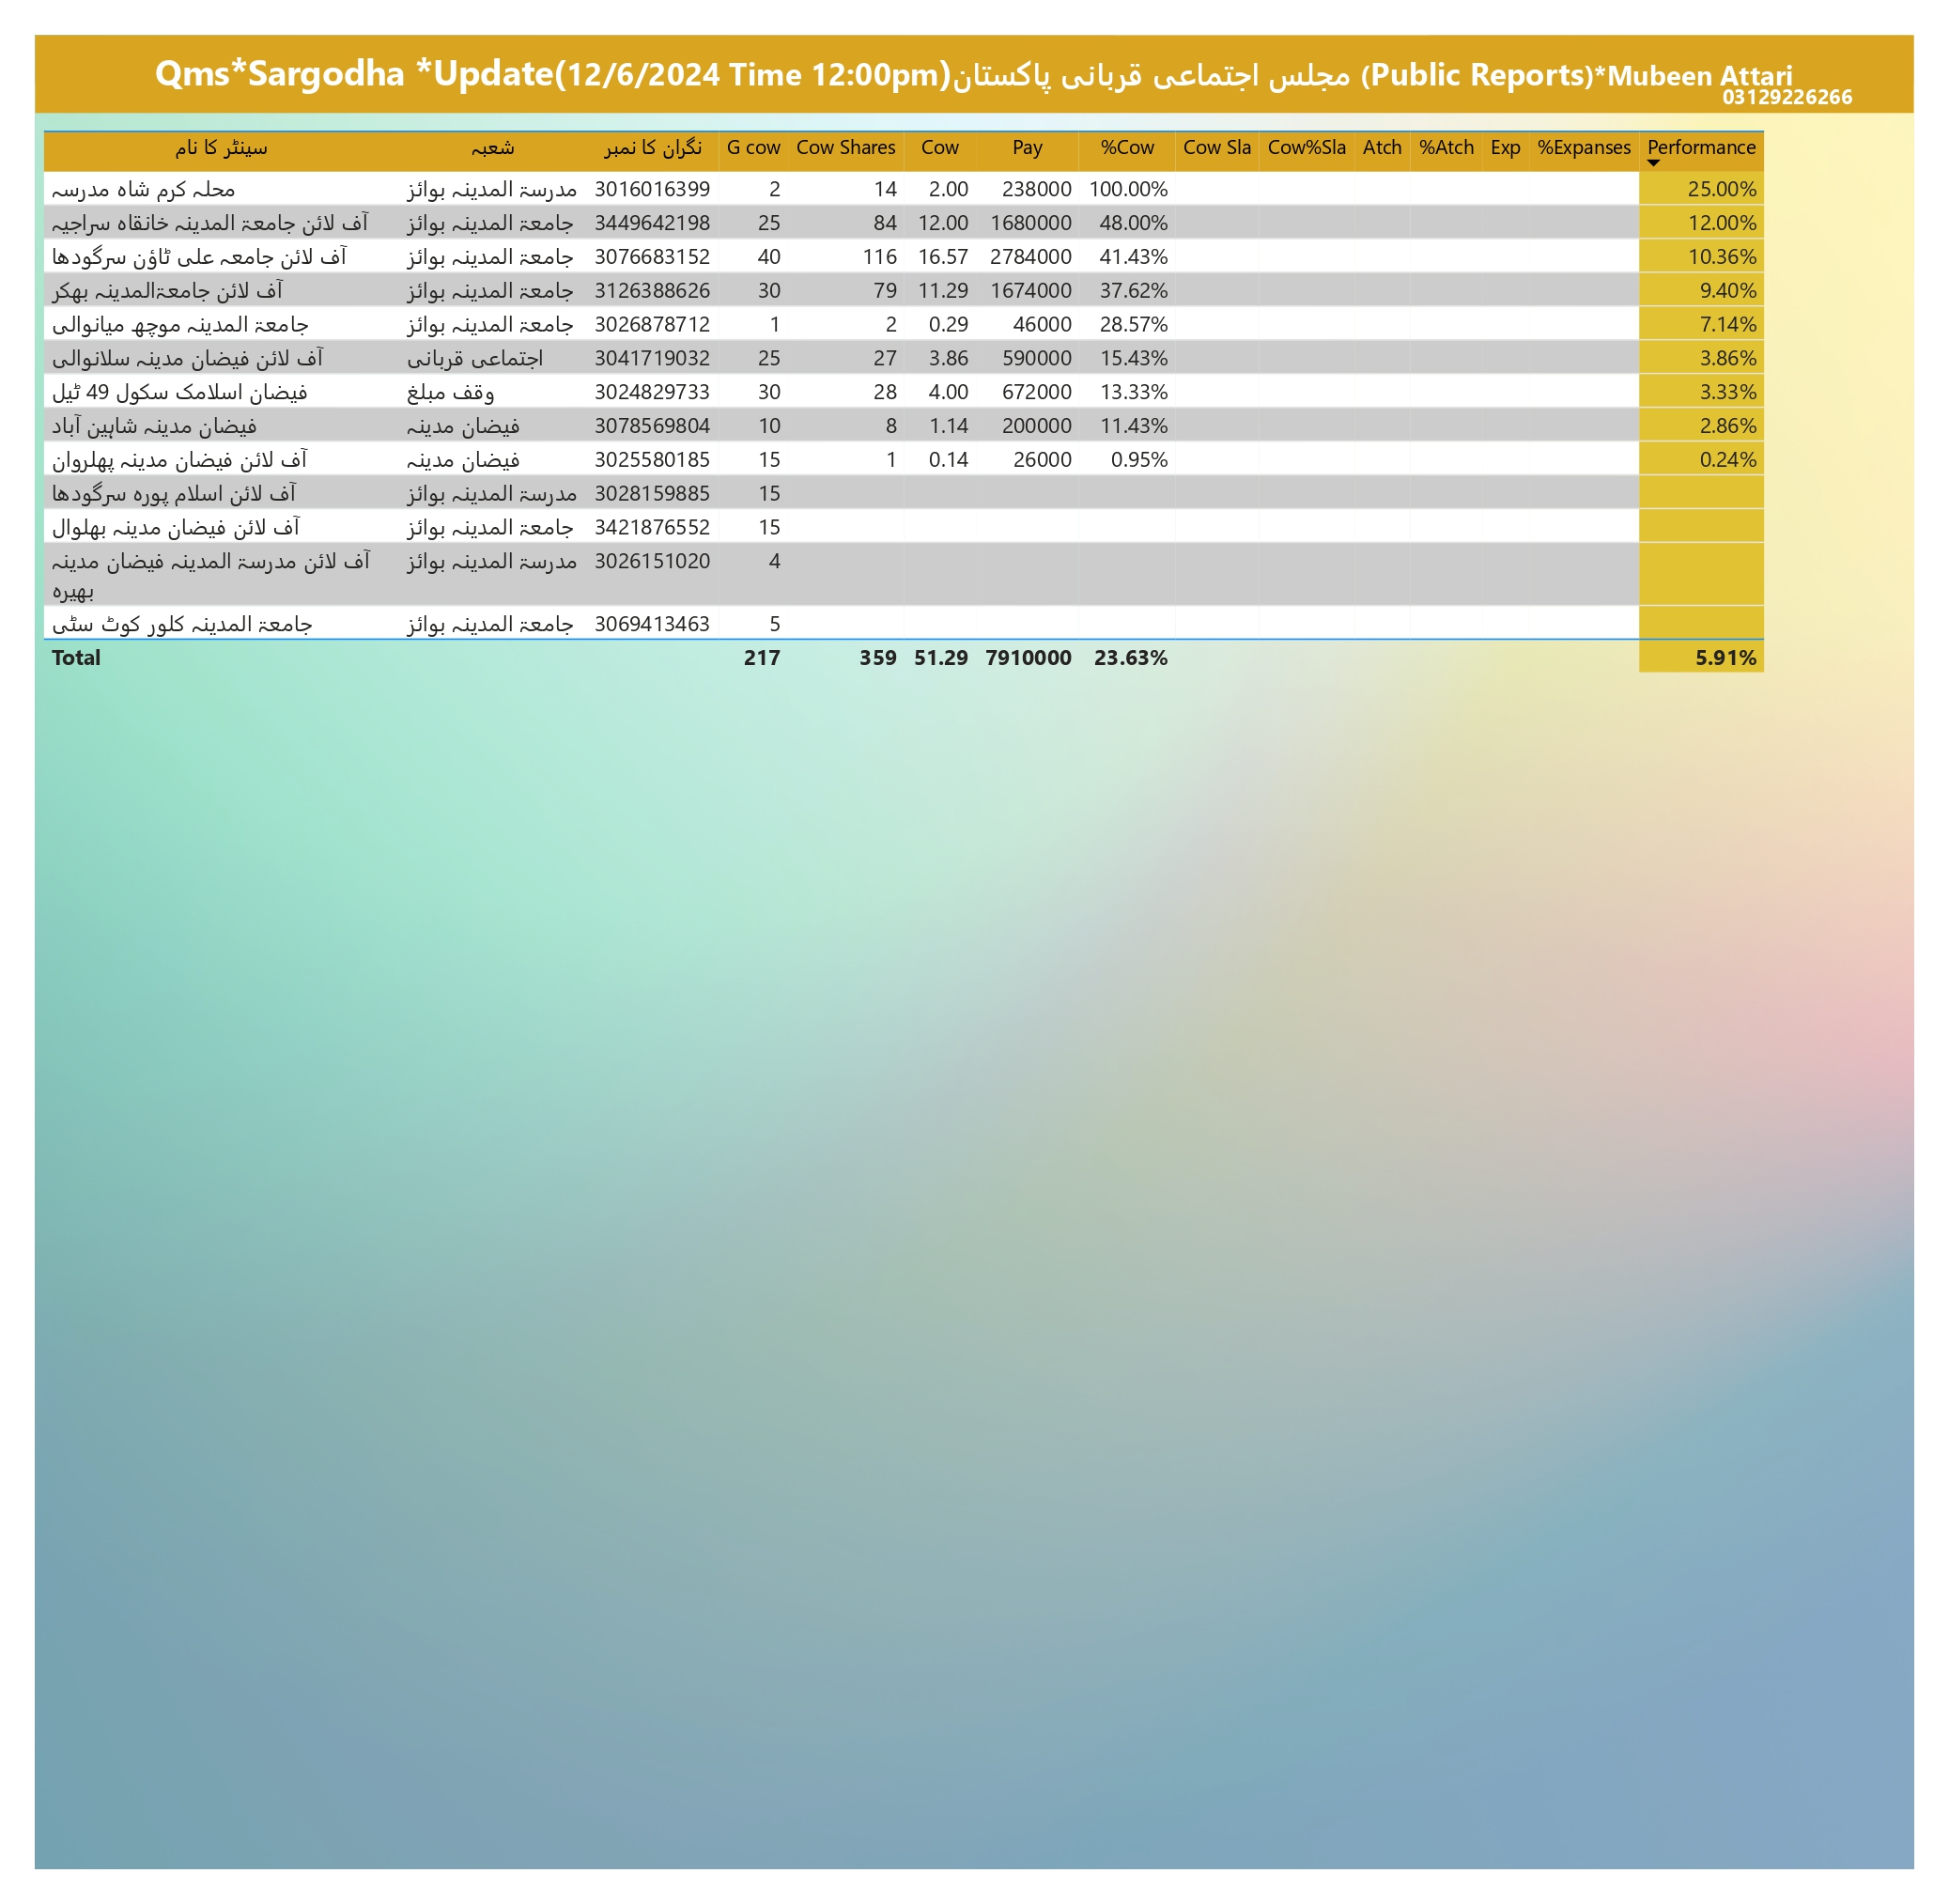 Qms*Sargodha *Update(12/6/2024 Time 12:00pm)مجلس اجتماعی قربانی پاکستان (Public Reports)*Mubeen Attari
03129226266
سینٹر کا نام شعبہ نگران کا نمبر G cow Cow Shares Cow Pay %Cow Cow Sla Cow%Sla Atch %Atch Exp %Expanses Performance
محلہ کرم شاہ مدرسہ مدرسۃ المدینہ بوائز 3016016399 2 14 2.00 238000 100.00% 25.00%
آف لائن جامعۃ المدینہ خانقاہ سراجیہ جامعۃ المدینہ بوائز 3449642198 25 84 12.00 1680000 48.00% 12.00%
آف لائن جامعہ علی ٹاؤن سرگودھا جامعۃ المدینہ بوائز 3076683152 40 116 16.57 2784000 41.43% 10.36%
آف لائن جامعۃالمدینہ بھکر جامعۃ المدینہ بوائز 3126388626 30 79 11.29 1674000 37.62% 9.40%
جامعۃ المدینہ موچھ میانوالی جامعۃ المدینہ بوائز 3026878712 1 2 0.29 46000 28.57% 7.14%
آف لائن فیضان مدینہ سلانوالی اجتماعی قربانی 3041719032 25 27 3.86 590000 15.43% 3.86%
فیضان اسلامک سکول 49 ٹیل وقف مبلغ 3024829733 30 28 4.00 672000 13.33% 3.33%
فیضان مدینہ شاہین آباد فیضان مدینہ 3078569804 10 8 1.14 200000 11.43% 2.86%
آف لائن فیضان مدینہ پھلروان فیضان مدینہ 3025580185 15 1 0.14 26000 0.95% 0.24%
آف لائن اسلام پورہ سرگودھا مدرسۃ المدینہ بوائز 3028159885 15
آف لائن فیضان مدینہ بھلوال جامعۃ المدینہ بوائز 3421876552 15
آف لائن مدرسۃ المدینہ فیضان مدینہ مدرسۃ المدینہ بوائز 3026151020 4
بھیرہ
جامعۃ المدینہ کلور کوٹ سٹی جامعۃ المدینہ بوائز 3069413463 5
Total 217 359 51.29 7910000 23.63% 5.91%